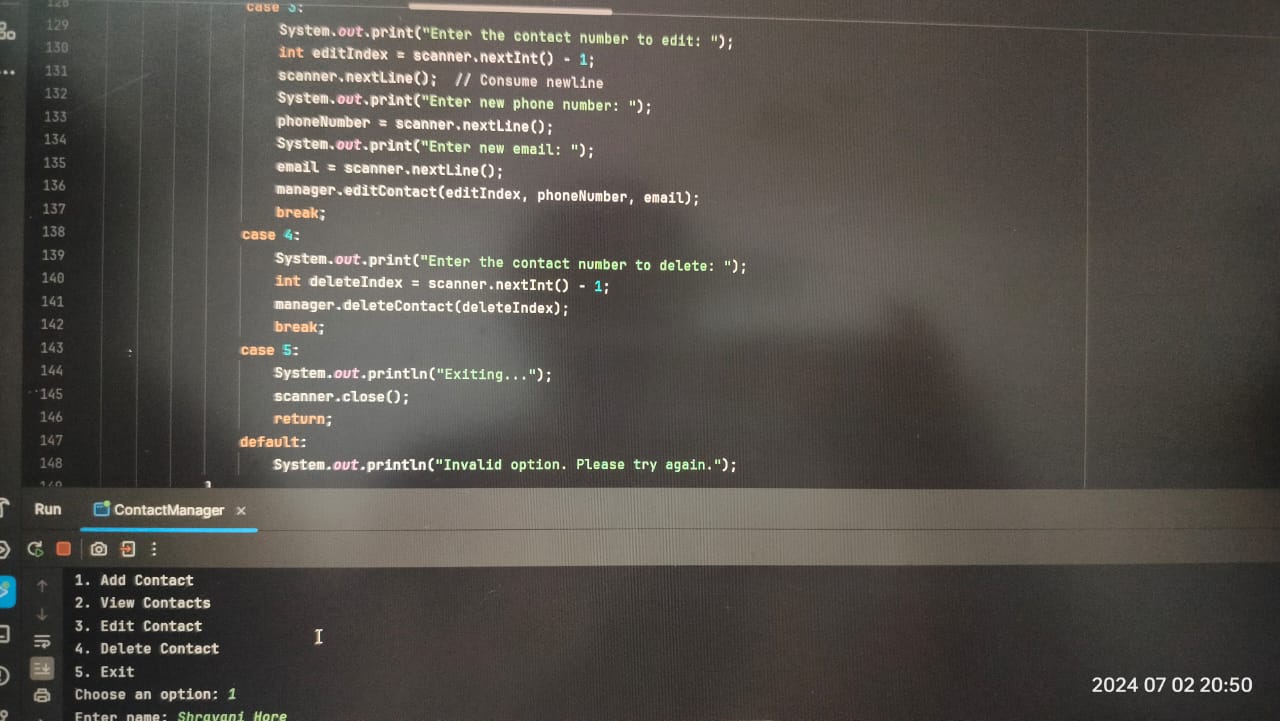 128 case 3:
129 System.out.print("Enter the contact number to edit: ");
130 int editIndex = scanner.nextInt() - 1;
131 scanner.nextLine(); // Consume newline
132 System.out.print("Enter new phone number: ");
133 phoneNumber = scanner.nextLine();
134 System.out.print("Enter new email: ");
135 email = scanner.nextLine();
136 manager.editContact(editIndex, phoneNumber, email);
137 break;
138 case 4:
139 System.out.print("Enter the contact number to delete: ");
140 int deleteIndex = scanner.nextInt() - 1;
141 manager.deleteContact(deleteIndex);
142 break;
143 case 5:
144 System.out.println("Exiting...");
145 scanner.close();
146 return;
147 default:
148 System.out.println("Invalid option. Please try again.");
149 }
Run ContactManager ×
1. Add Contact
2. View Contacts
3. Edit Contact
4. Delete Contact
5. Exit
Choose an option: 1
Enter name: Shravani Hore
2024 07 02 20:50